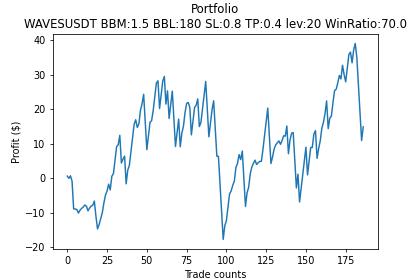 Portfolio
WAVESUSDT BBM:1.5 BBL:180 SL:0.8 TP:0.4 lev:20 WinRatio:70.0
40
30
20
10
0
−10
−20
Profit ($)
0 25 50 75 100 125 150 175
Trade counts